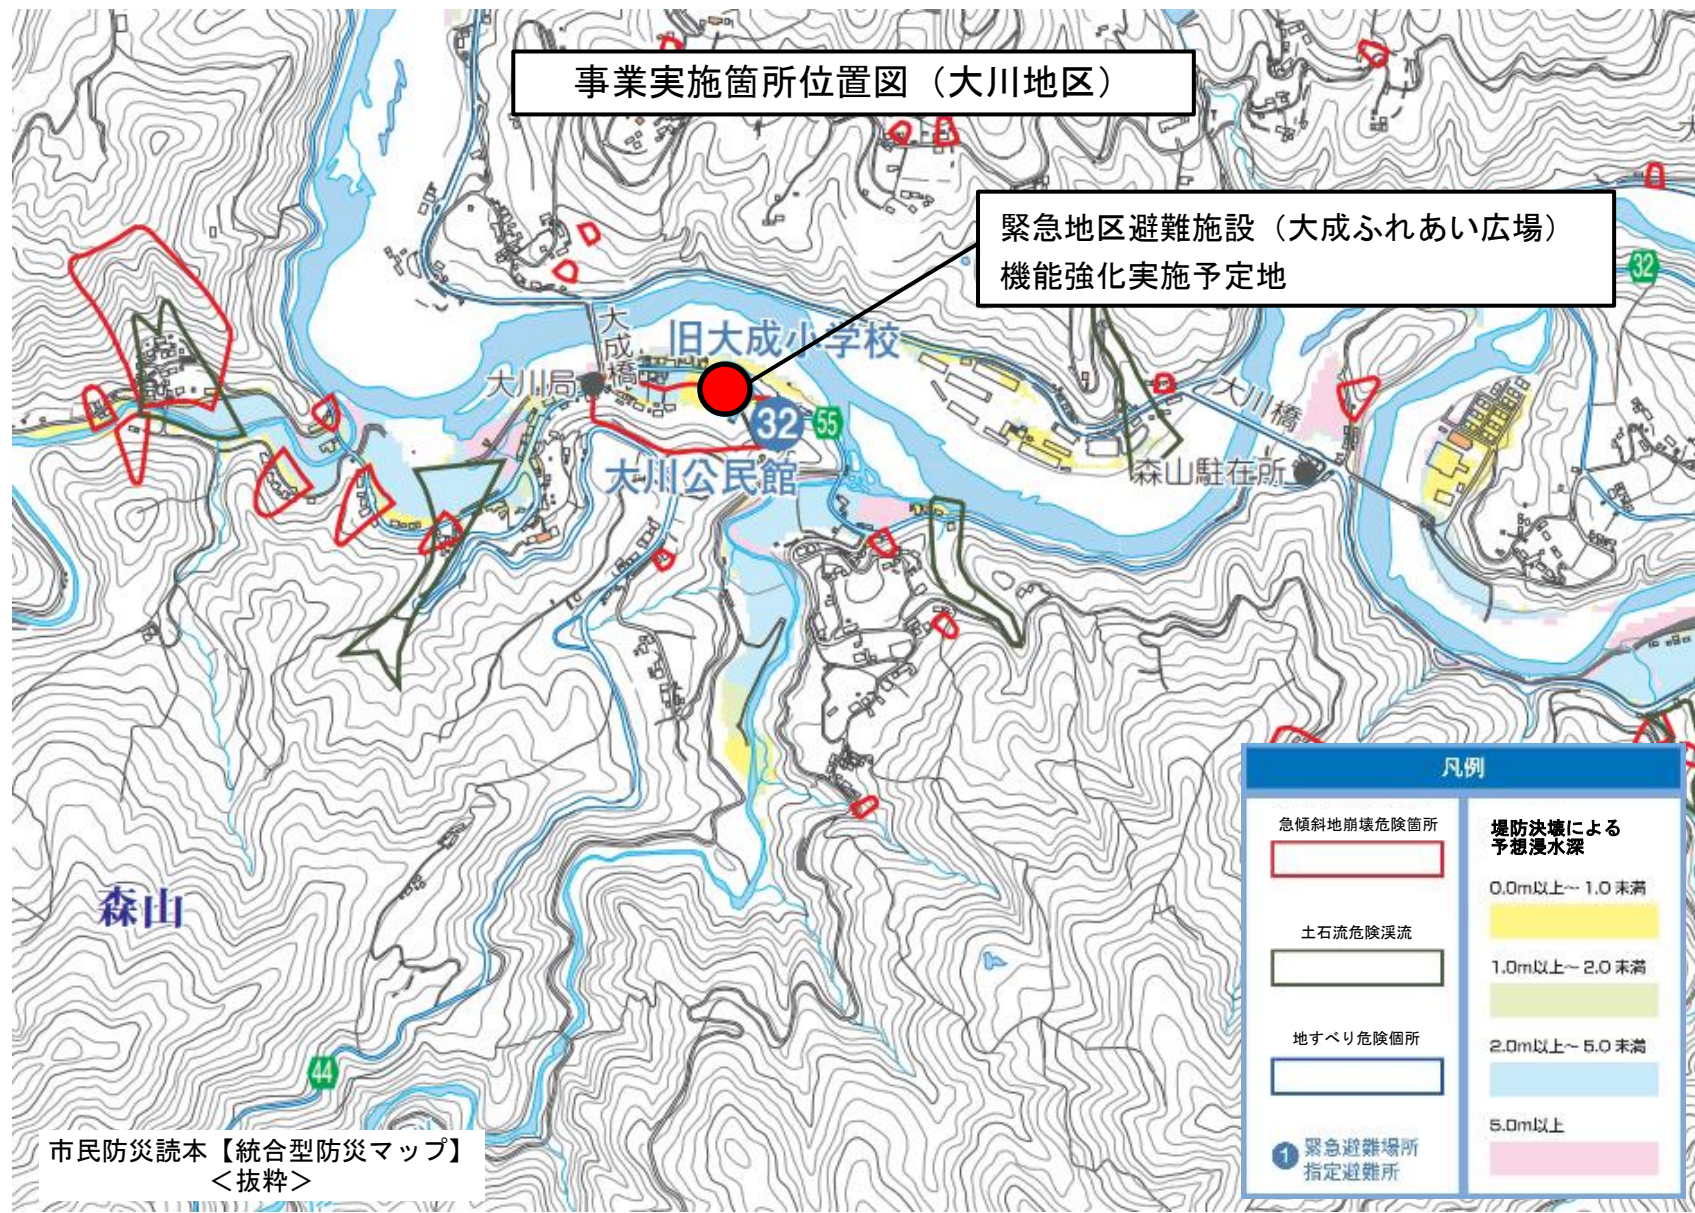 事業実施箇所位置図（大川地区）
緊急地区避難施設（大成ふれあい広場）
機能強化実施予定地
32
大成橋
旧大成小学校
大川局
32
55
大川公民館
大川橋
森山駐在所
森山
44
市民防災読本【統合型防災マップ】
＜抜粋＞
凡例
急傾斜地崩壊危険箇所
土石流危険渓流
地すべり危険個所
1 緊急避難場所
指定避難所
堤防決壊による
予想浸水深
0.0m以上～1.0未満
1.0m以上～2.0未満
2.0m以上～5.0未満
5.0m以上